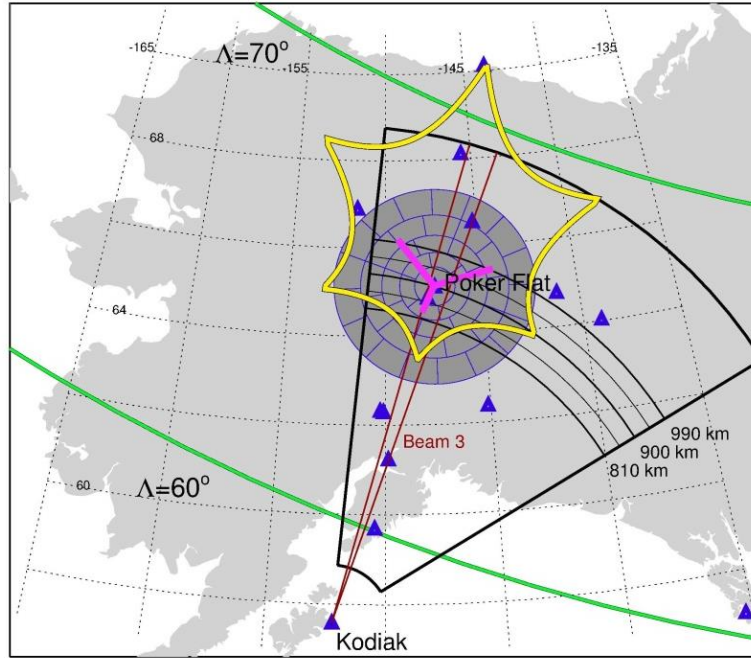 -165
Λ=70°
-155
-145
-135
68
Poker Flat
64
Beam 3
990 km
900 km
810 km
60
Λ=60°
Kodiak